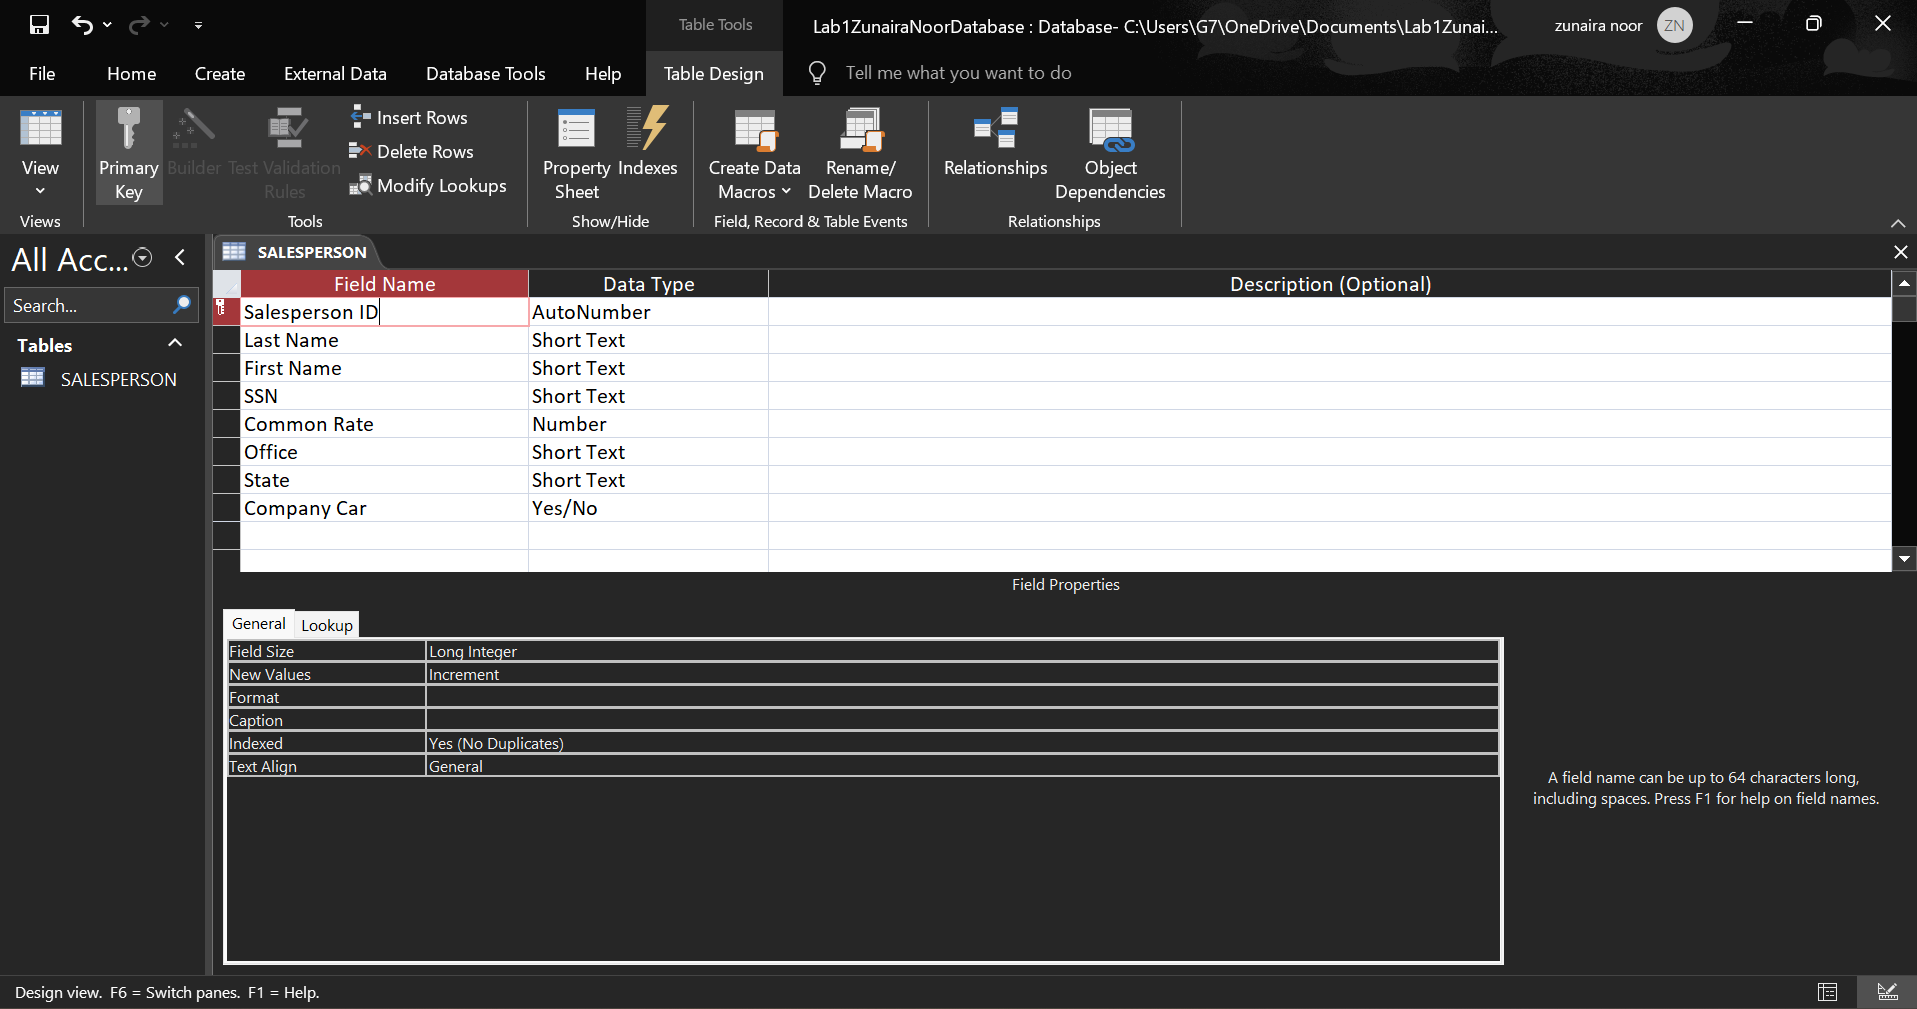 Table Tools
Lab1ZunairaNoorDatabase : Database- C:\Users\G7\OneDrive\Documents\Lab1Zunai...
zunaira noor
ZN
File Home Create External Data Database Tools Help Table Design Tell me what you want to do
View
Views
Primary Key
Builder
Test Validation Rules
Insert Rows
Delete Rows
Modify Lookups
Tools
Property Sheet
Indexes
Show/Hide
Create Data Macros
Rename/ Delete Macro
Field, Record & Table Events
Relationships
Object Dependencies
Relationships
All Acc...
Search...
Tables
SALESPERSON
SALESPERSON
Field Name Data Type Description (Optional)
Salesperson ID AutoNumber
Last Name Short Text
First Name Short Text
SSN Short Text
Common Rate Number
Office Short Text
State Short Text
Company Car Yes/No
Field Properties
General Lookup
Field Size Long Integer
New Values Increment
Format
Caption
Indexed Yes (No Duplicates)
Text Align General
A field name can be up to 64 characters long,
including spaces. Press F1 for help on field names.
Design view. F6 = Switch panes. F1 = Help.